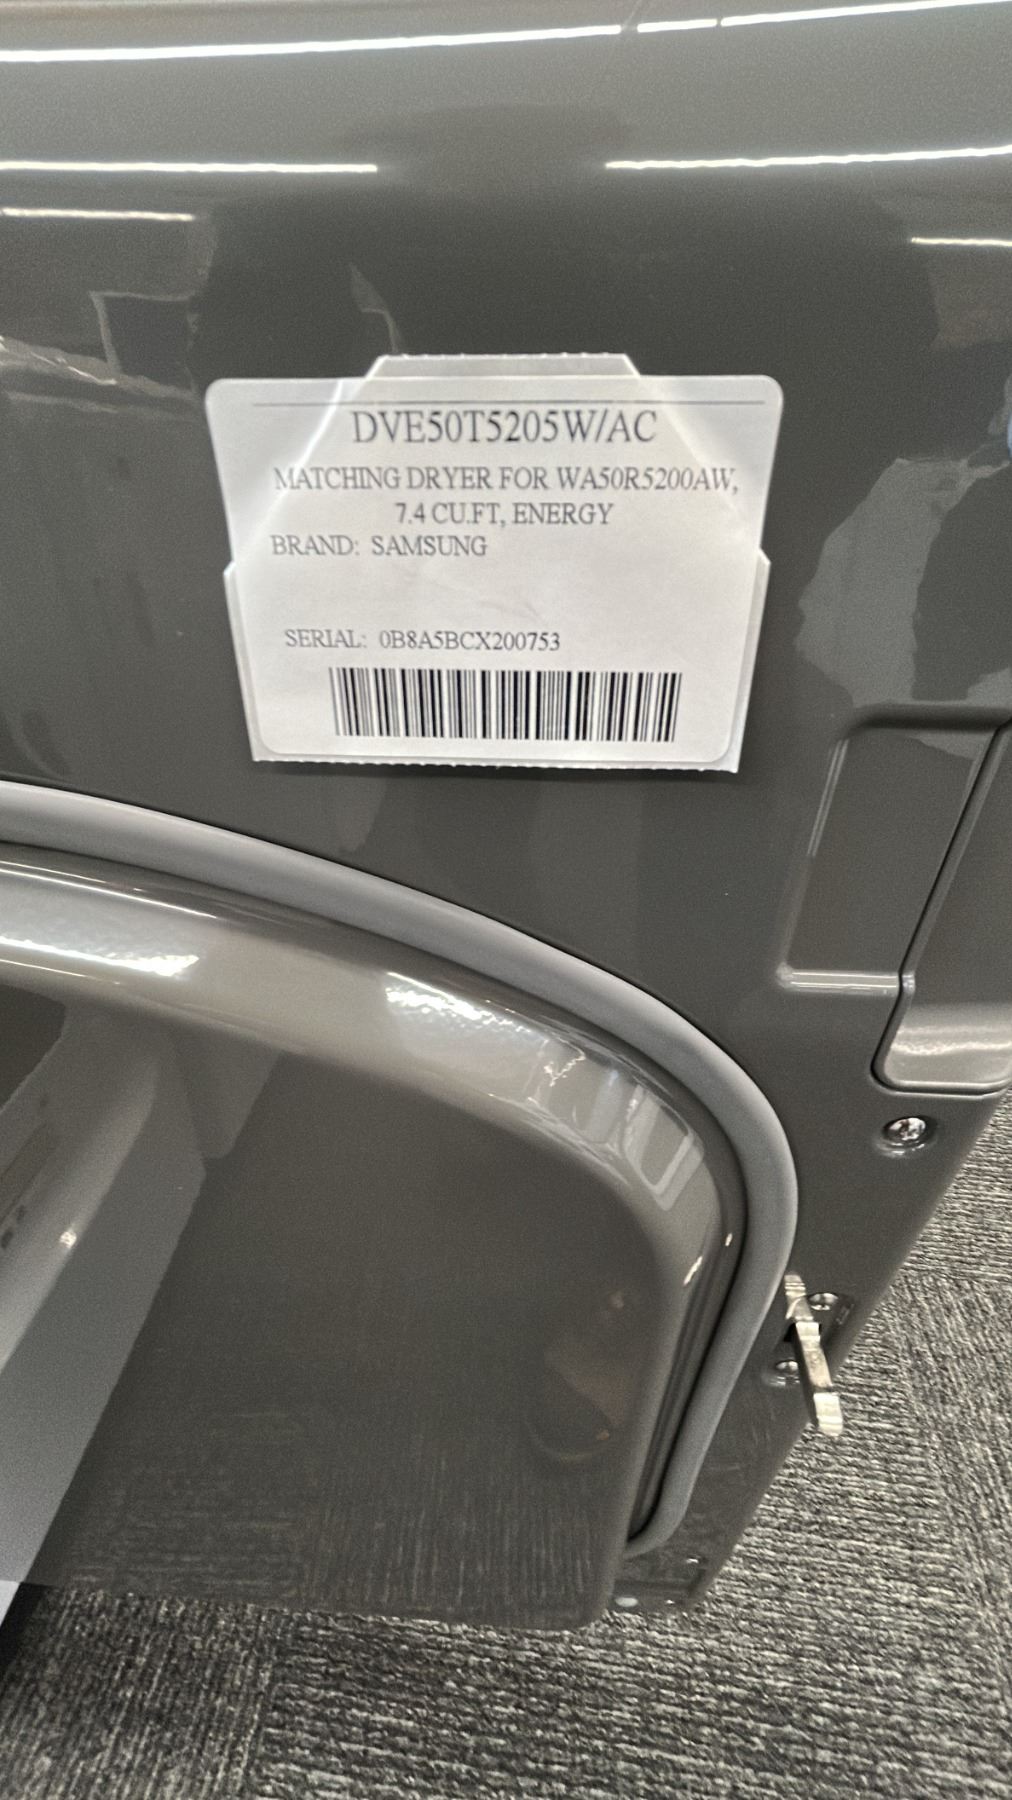 DVE50T5205W/AC
MATCHING DRYER FOR WA50R5200AW,
7.4 CU.FT, ENERGY
BRAND: SAMSUNG
SERIAL: 0B8A5BCX200753